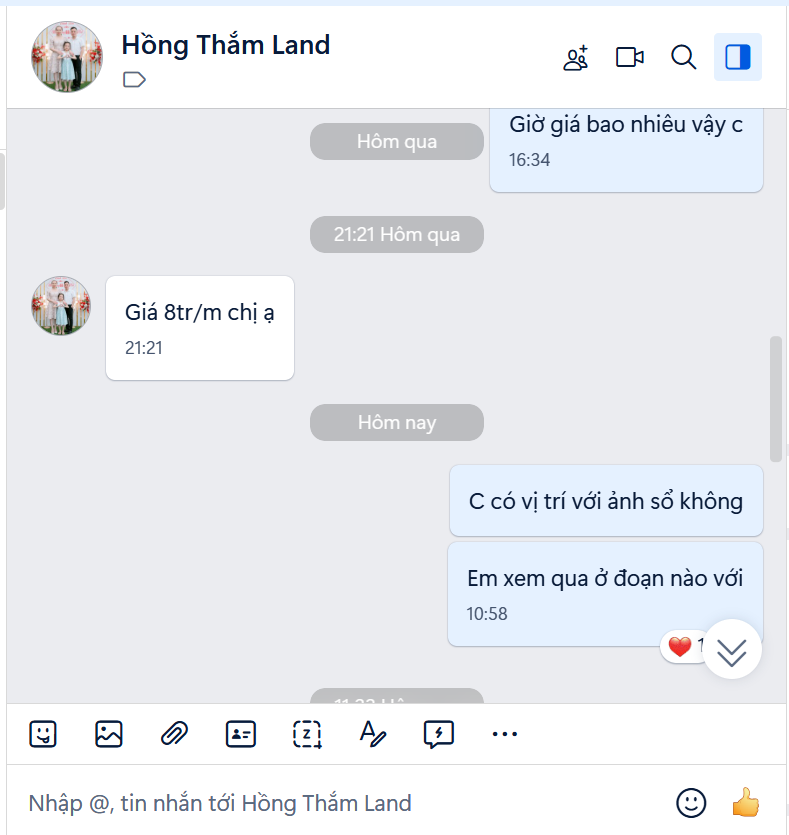 Hồng Thắm Land
Giờ giá bao nhiêu vậy c
Hôm qua
16:34
21:21 Hôm qua
Giá 8tr/m chị ạ
21:21
Hôm nay
C có vị trí với ảnh sổ không
Em xem qua ở đoạn nào với
10:58
1
Nhập @, tin nhắn tới Hồng Thắm Land